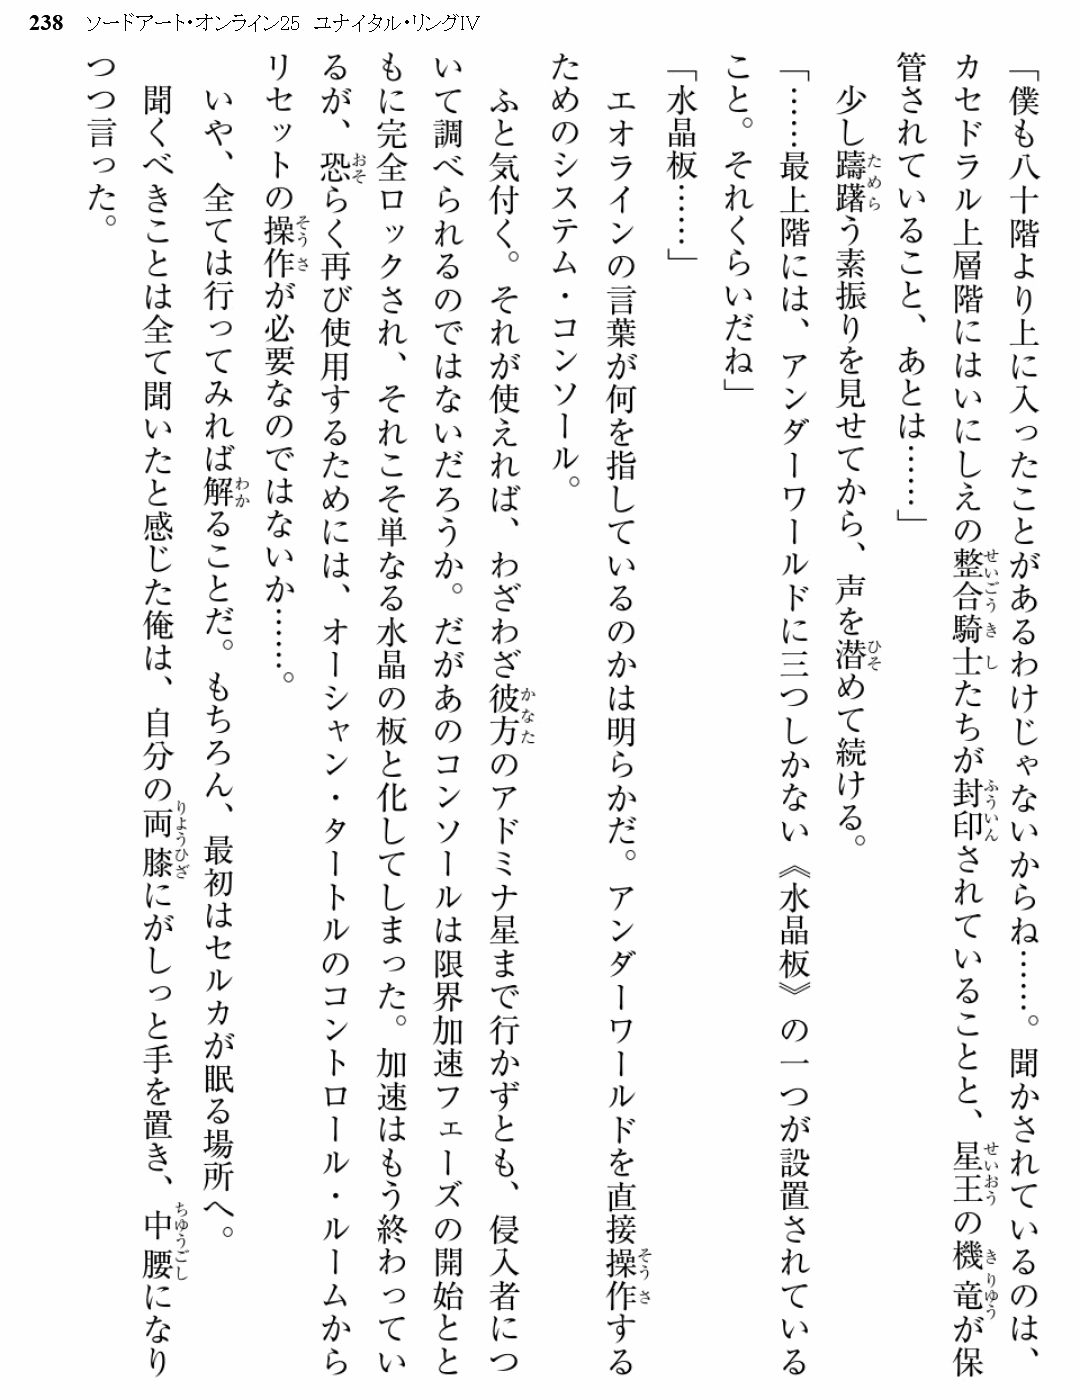 238 ソードアート・オンライン25 ユナイタル・リングIV
「僕も八十階より上に入ったことがあるわけじゃないからね……。聞かされているのは、
カセドラル上層階にはいにしえの整合騎士たちが封印されていることと、星王の機竜が保
管されていること、あとは……」
少し躊躇う素振りを見せてから、声を潜めて続ける。
「……最上階には、アンダーワールドに三つしかない《水晶板》の一つが設置されている
こと。それくらいだね」
「水晶板……」
エオラインの言葉が何を指しているのかは明らかだ。アンダーワールドを直接操作する
ためのシステム・コンソール。
ふと気付く。それが使えれば、わざわざ彼方のアドミナ星まで行かずとも、侵入者につ
いて調べられるのではないだろうか。だがあのコンソールは限界加速フェーズの開始とと
もに完全ロックされ、それこそ単なる水晶の板と化してしまった。加速はもう終わってい
るが、恐らく再び使用するためには、オーシャン・タートルのコントロール・ルームから
リセットの操作が必要なのではないか……。
いや、全ては行ってみれば解ることだ。もちろん、最初はセルカが眠る場所へ。
聞くべきことは全て聞いたと感じた俺は、自分の両膝にがしっと手を置き、中腰になり
つつ言った。